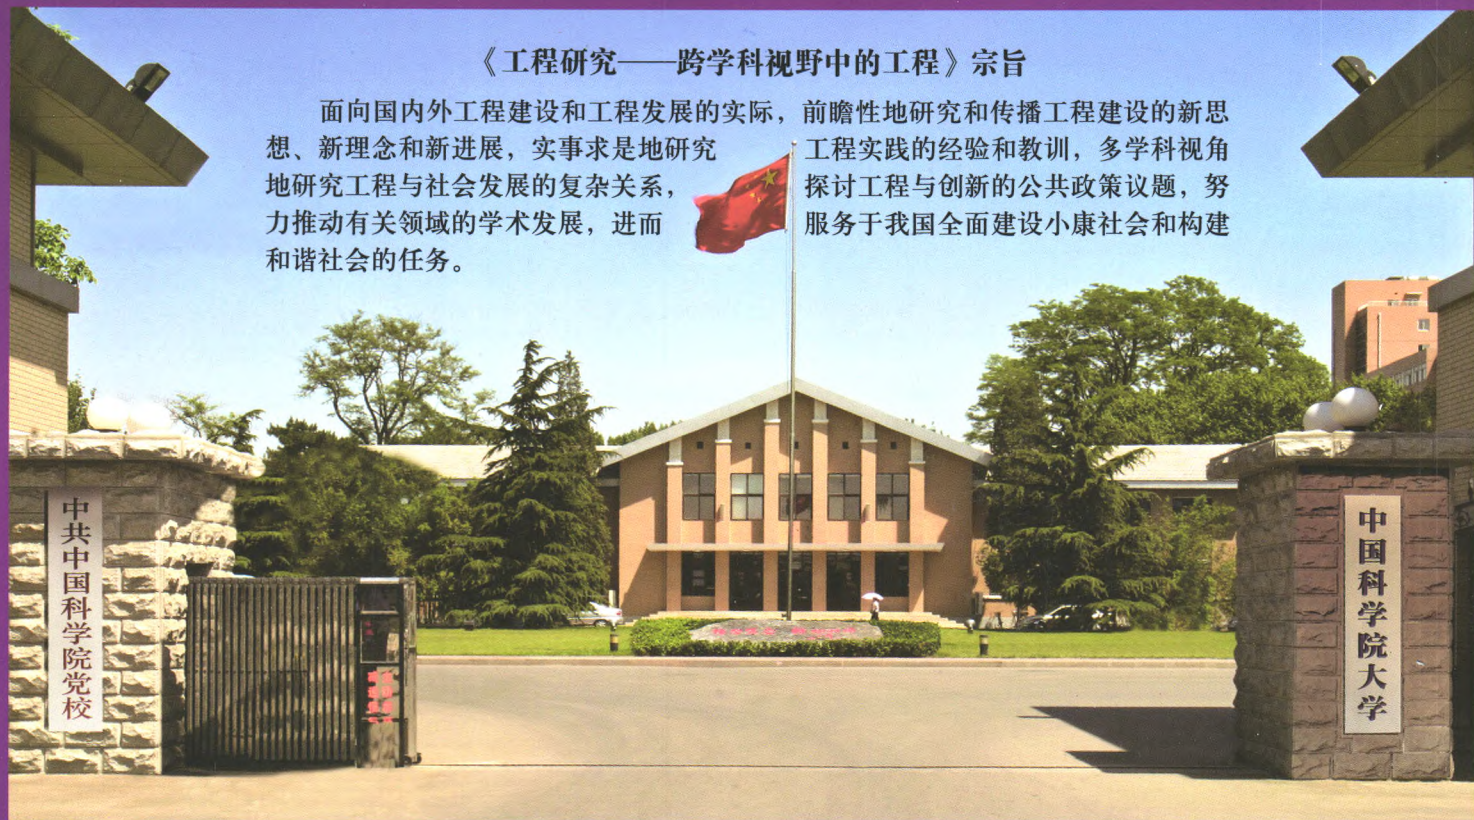 《工程研究——跨学科视野中的工程》宗旨
面向国内外工程建设和工程发展的实际，前瞻性地研究和传播工程建设的新思
想、新理念和新进展，实事求是地研究工程实践的经验和教训，多学科视角
地研究工程与社会发展的复杂关系，探讨工程与创新的公共政策议题，努
力推动有关领域的学术发展，进而服务于我国全面建设小康社会和构建
和谐社会的任务。
中共中国科学院党校
中国科学院大学